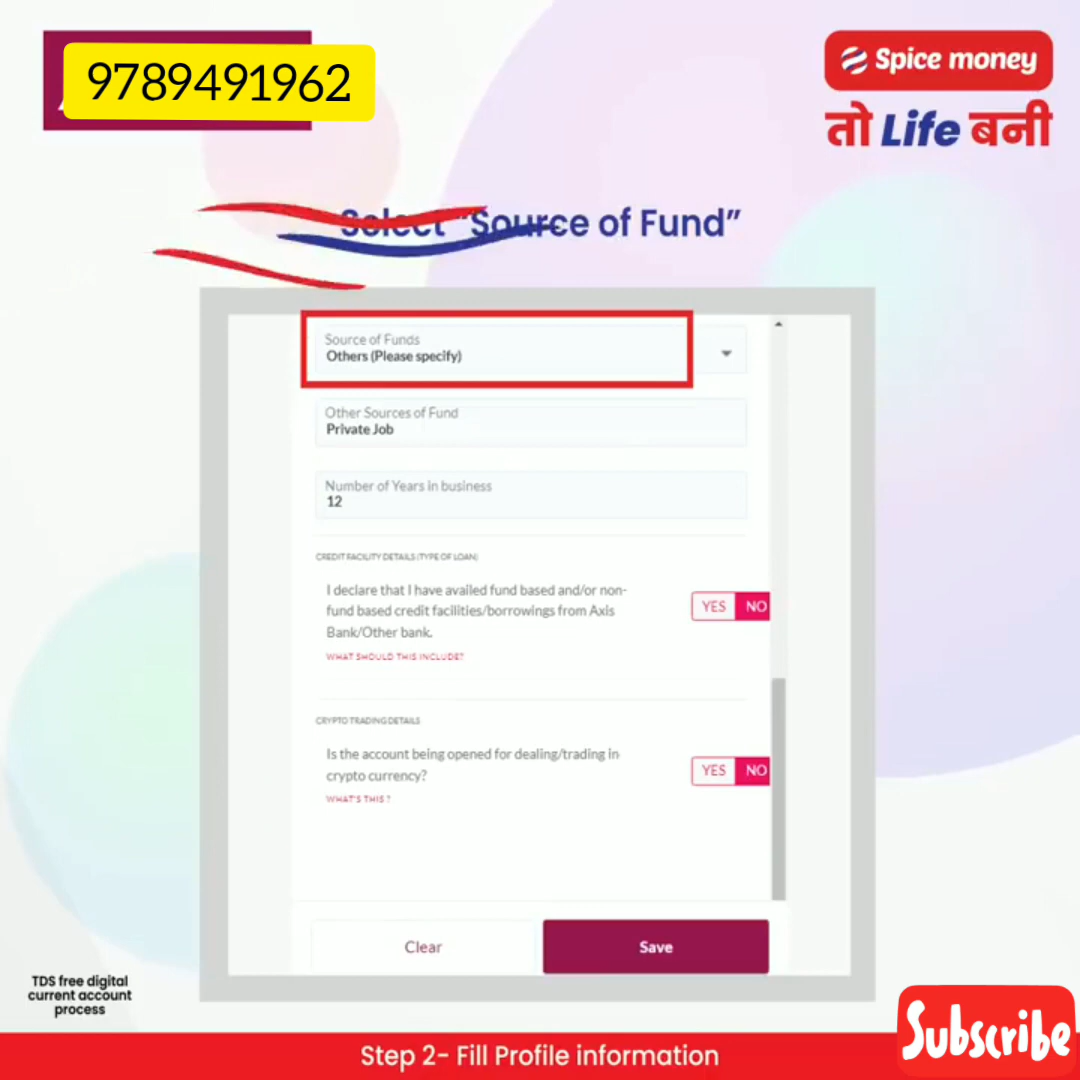 9789491962
Spice money
तो Life बनी
Select "Source of Fund"
Source of Funds
Others (Please specify)
Other Sources of Fund
Private Job
Number of Years in business
12
CREDIT FACILITY DETAILS (TYPE OF LOAN)
I declare that I have availed fund based and/or non-
fund based credit facilities/borrowings from Axis
Bank/Other bank.
YES NO
WHAT SHOULD THIS INCLUDE?
CRYPTO TRADING DETAILS
Is the account being opened for dealing/trading in
crypto currency?
YES NO
WHAT'S THIS ?
Clear
Save
TDS free digital
current account
process
Subscribe
Step 2- Fill Profile information